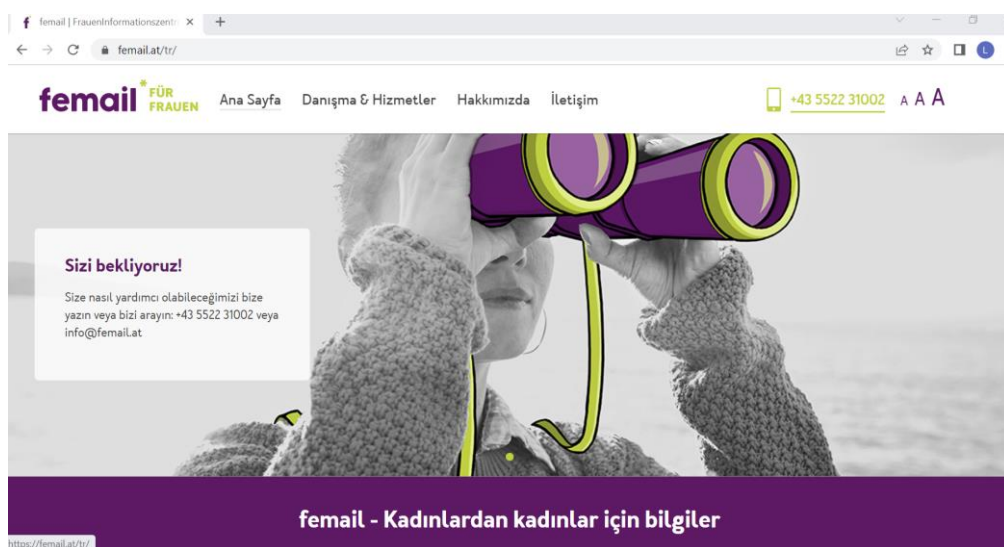 femail | FrauenInformationszentr
femail.at/tr/
femail* FÜR FRAUEN
Ana Sayfa Danışma & Hizmetler Hakkımızda İletişim
+43 5522 31002 A A A
Sizi bekliyoruz!
Size nasıl yardımcı olabileceğimizi bize
yazın veya bizi arayın: +43 5522 31002 veya
info@femail.at
femail - Kadınlardan kadınlar için bilgiler
https://femail.at/tr/